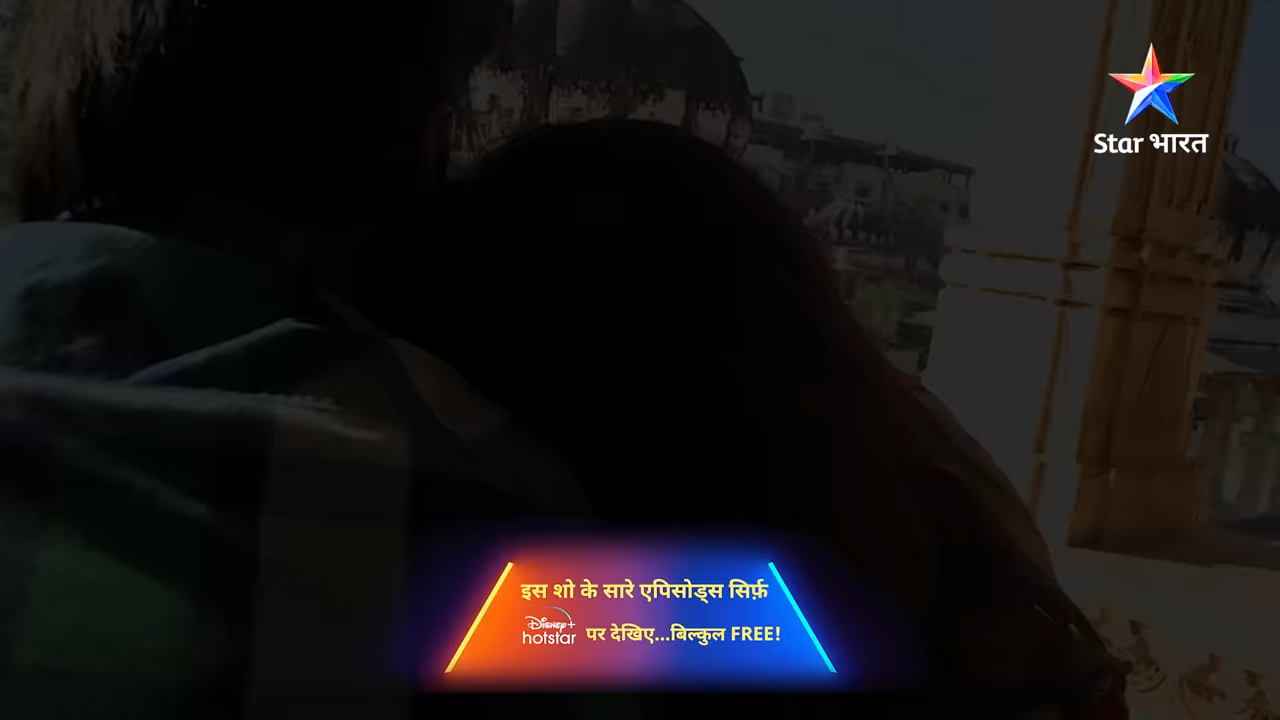 Star भारत
इस शो के सारे एपिसोड्स सिर्फ़
Disney+ hotstar पर देखिए...बिल्कुल FREE!